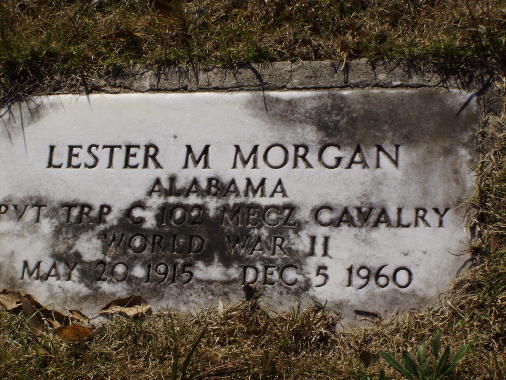 LESTER M MORGAN
ALABAMA
PVT TRP C 102 MECZ CAVALRY
WORLD WAR II
MAY 20 1915 DEC 5 1960